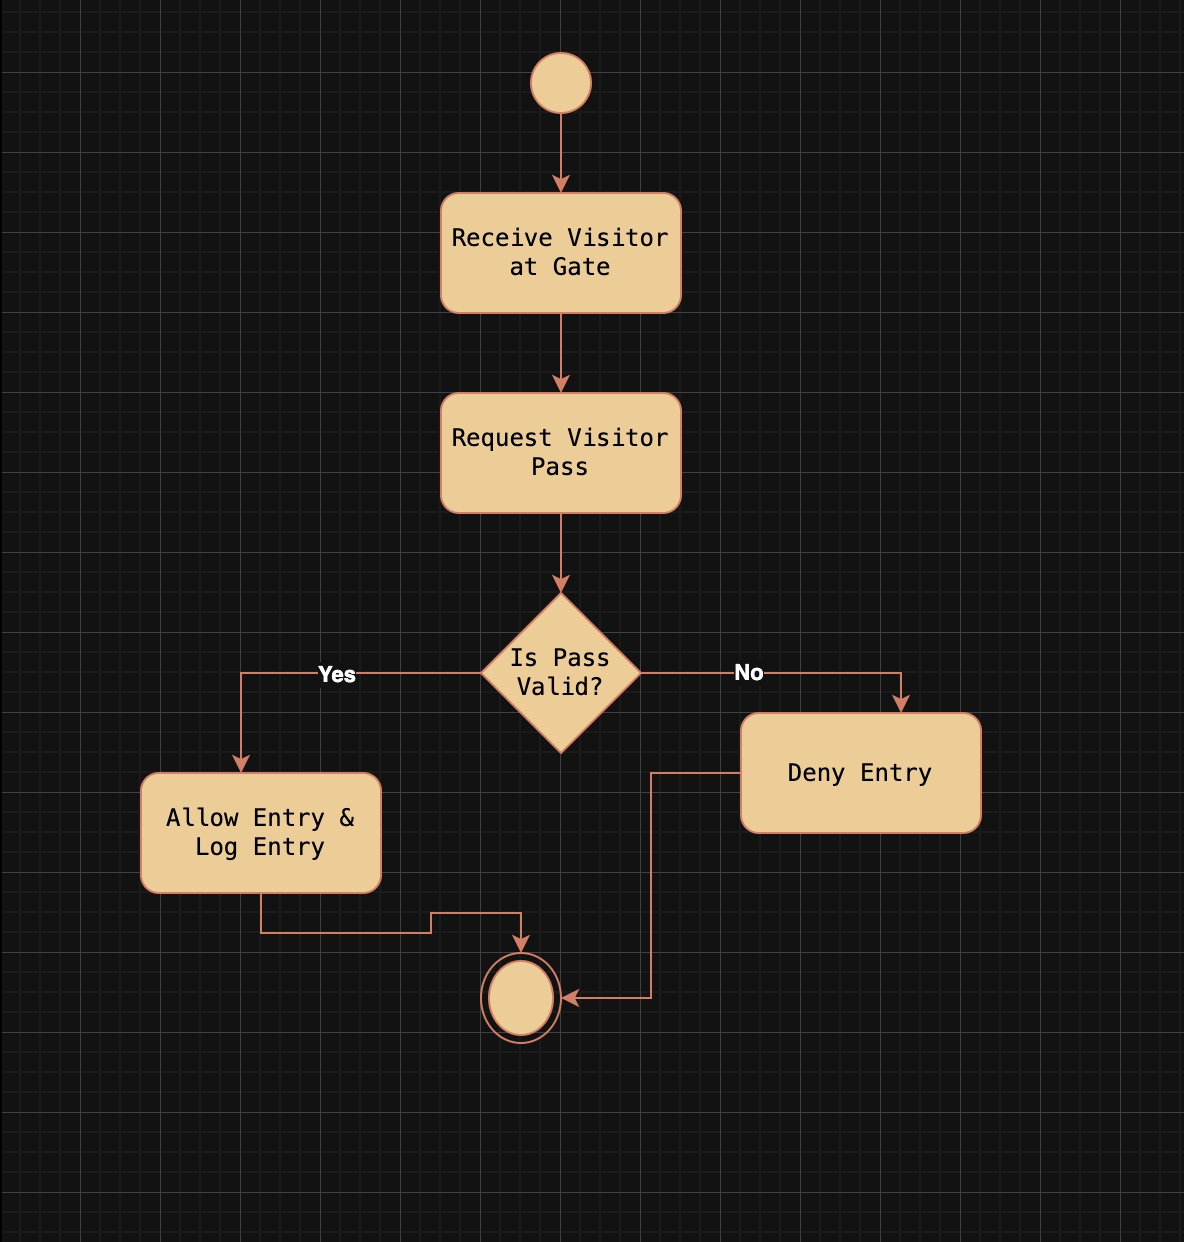 Receive Visitor
at Gate
Request Visitor
Pass
Is Pass
Valid?
Yes
No
Deny Entry
Allow Entry &
Log Entry